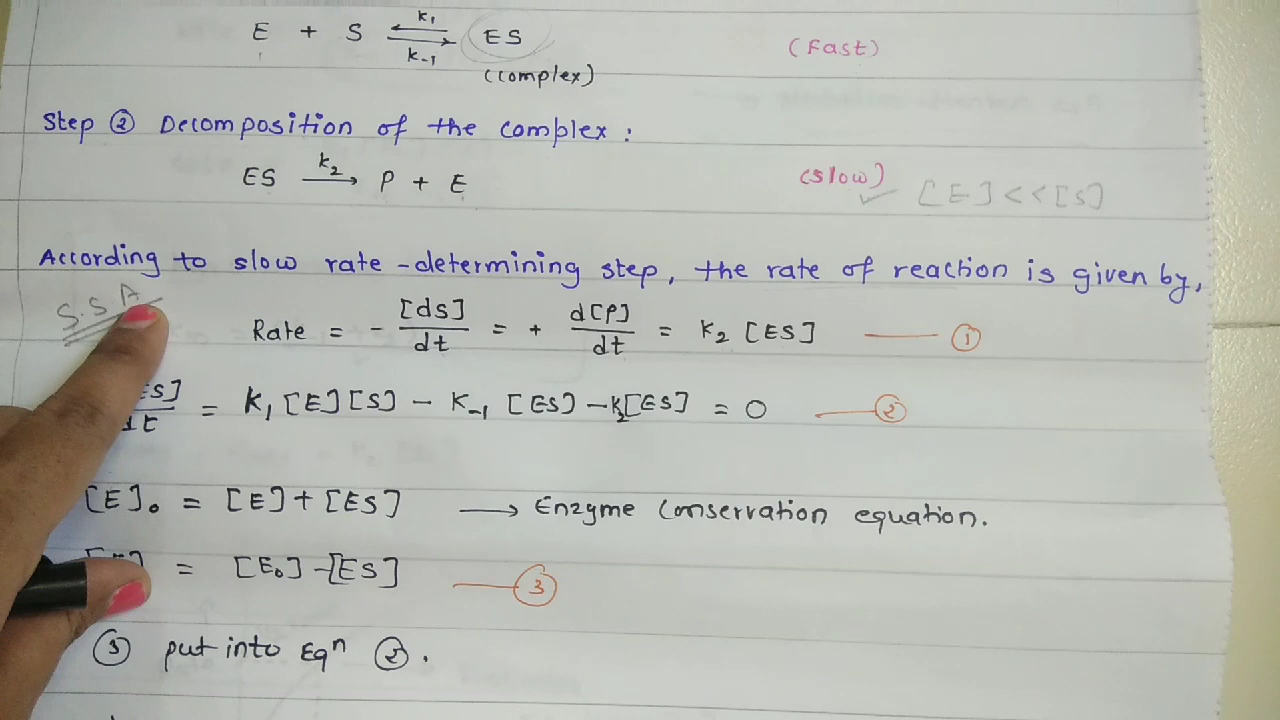 E + S ⇌ ES
k₁
k₋₁
(complex)
(Fast)
Step ② Decomposition of the complex :
ES —k₂→ P + E
(slow) ✓ [E] << [S]
According to slow rate-determining step, the rate of reaction is given by,
S.S A
Rate = - [ds]/dt = + d[P]/dt = k₂ [ES] —— ①
ES]/dt = K₁ [E][S] - K₋₁ [ES] - K₂[ES] = 0 —— ②
[E]₀ = [E] + [ES] → Enzyme Conservation equation.
= [E₀] - [ES] —— ③
③ put into Eqⁿ ②.